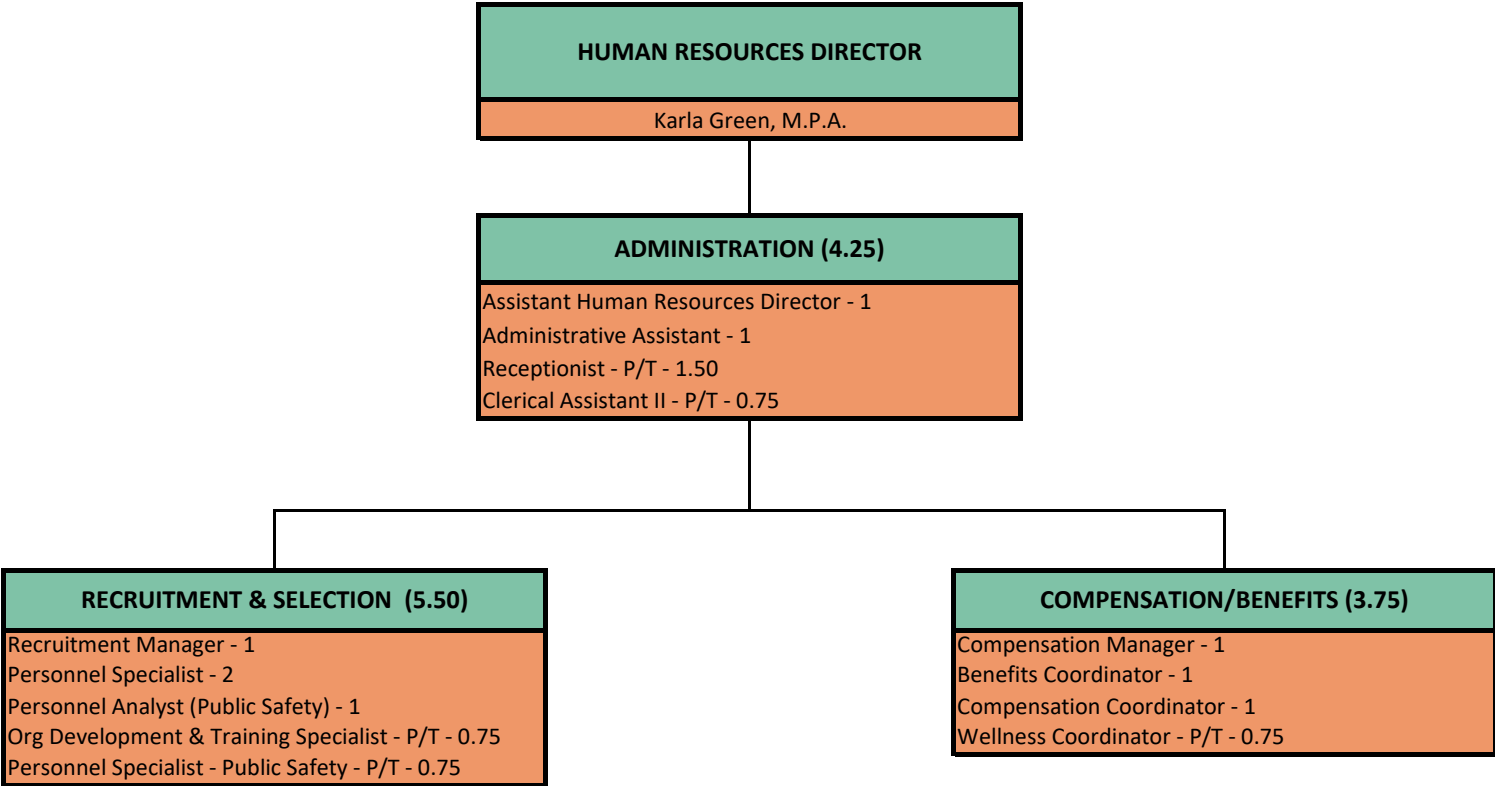 HUMAN RESOURCES DIRECTOR
Karla Green, M.P.A.
ADMINISTRATION (4.25)
Assistant Human Resources Director - 1
Administrative Assistant - 1
Receptionist - P/T - 1.50
Clerical Assistant II - P/T - 0.75
RECRUITMENT & SELECTION  (5.50)
Recruitment Manager - 1
Personnel Specialist - 2
Personnel Analyst (Public Safety) - 1
Org Development & Training Specialist - P/T - 0.75
Personnel Specialist - Public Safety - P/T - 0.75
COMPENSATION/BENEFITS (3.75)
Compensation Manager - 1
Benefits Coordinator - 1
Compensation Coordinator - 1
Wellness Coordinator - P/T - 0.75